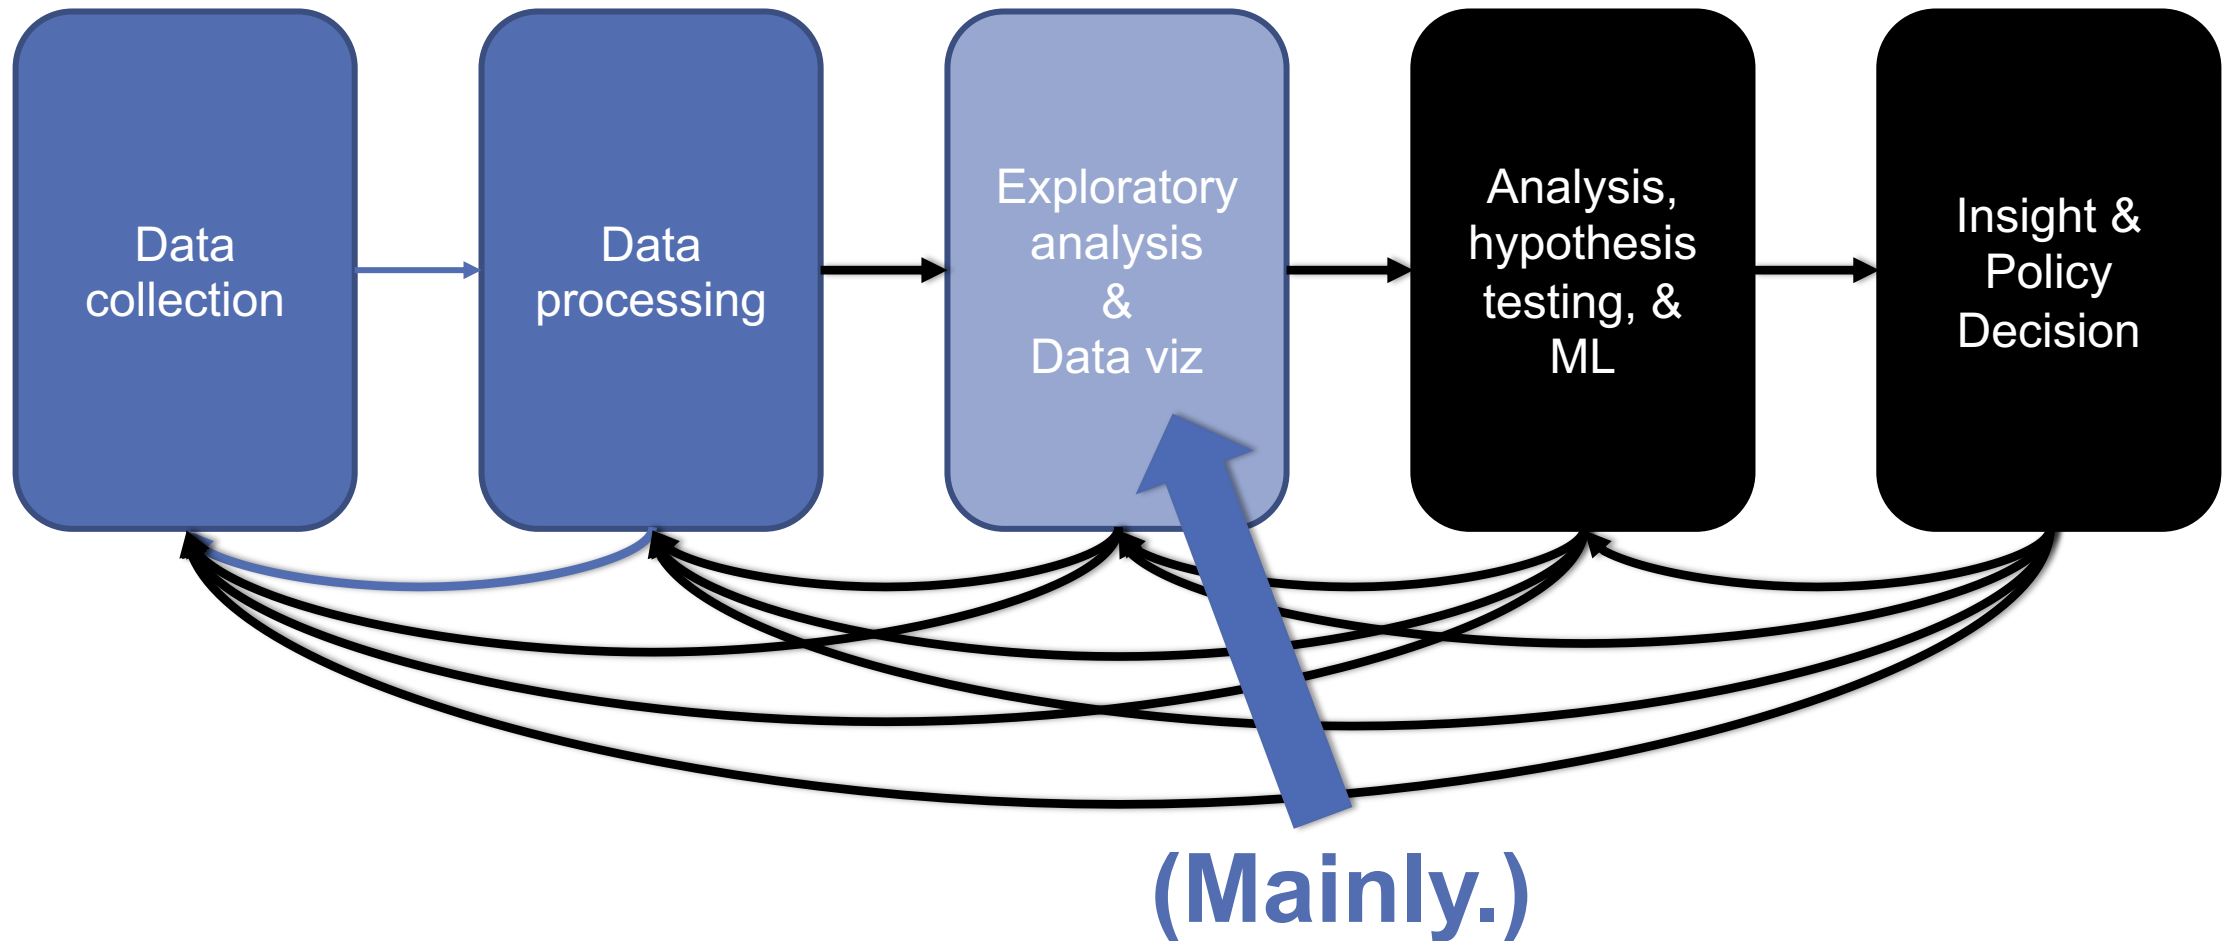 Data
collection
Data
processing
Exploratory
analysis
&
Data viz
Analysis,
hypothesis
testing, &
ML
Insight &
Policy
Decision
(Mainly.)